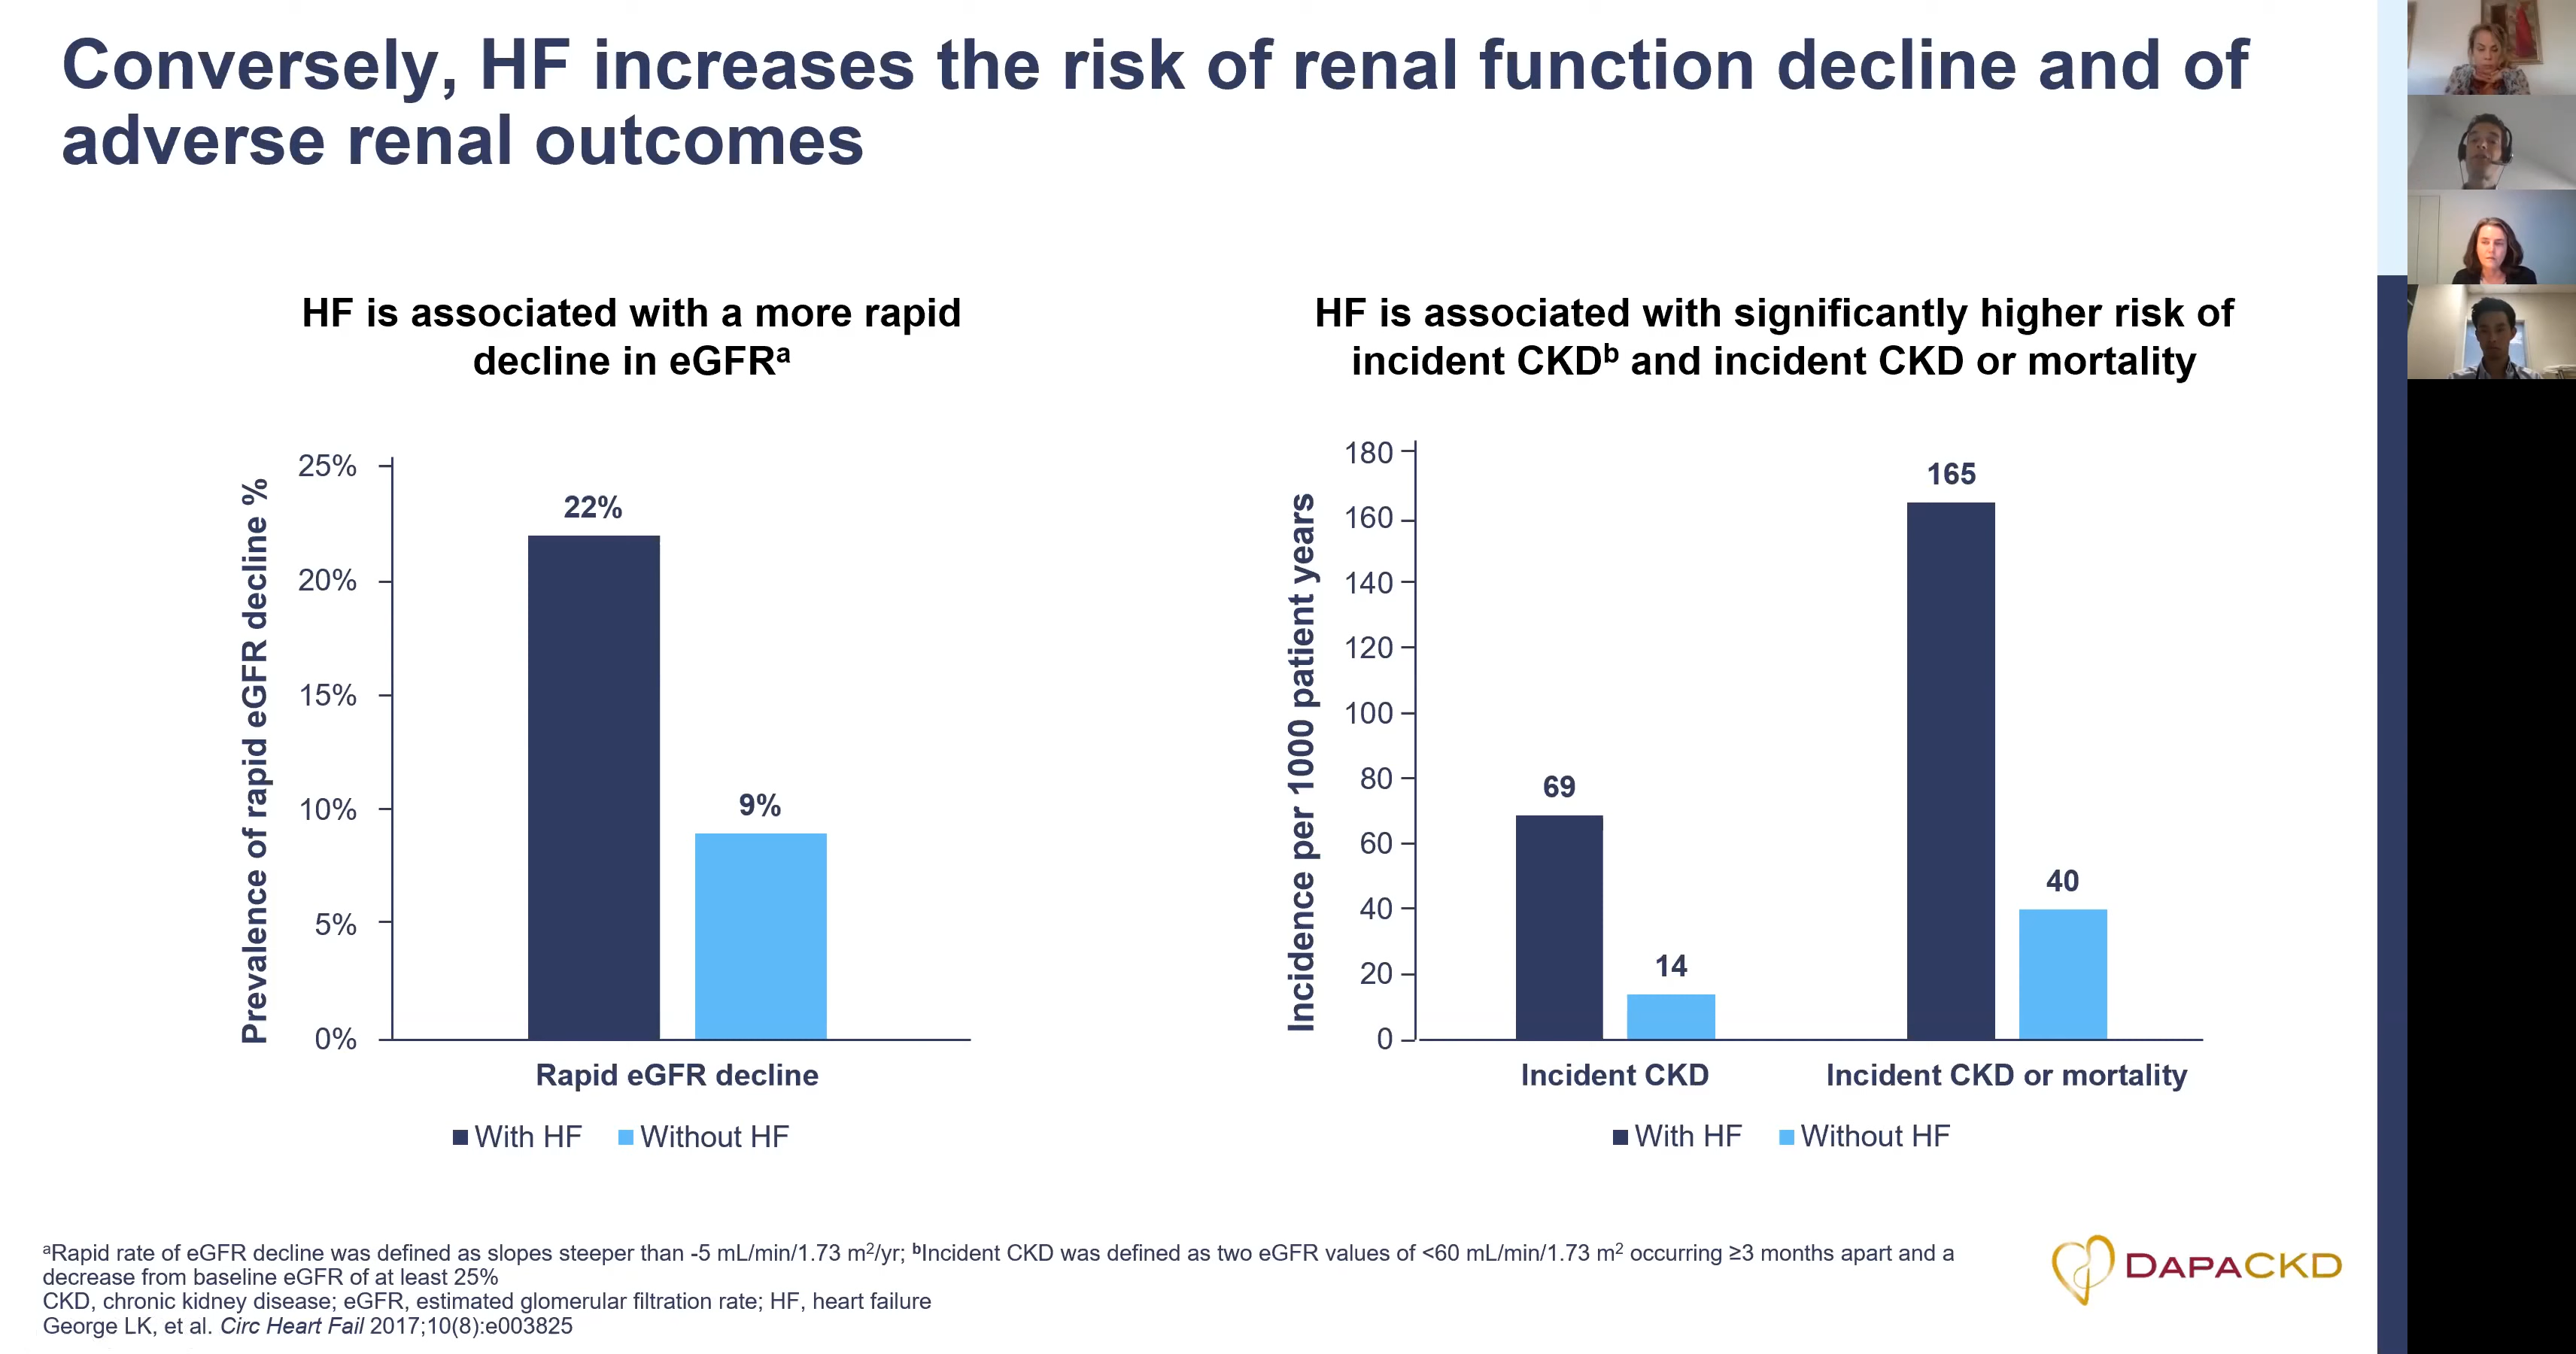 Conversely, HF increases the risk of renal function decline and of
adverse renal outcomes
HF is associated with a more rapid
decline in eGFRᵃ
Prevalence of rapid eGFR decline %
25%
20%
15%
10%
5%
0%
22%
9%
Rapid eGFR decline
With HF Without HF
HF is associated with significantly higher risk of
incident CKDᵇ and incident CKD or mortality
Incidence per 1000 patient years
180
160
140
120
100
80
60
40
20
0
69
14
165
40
Incident CKD Incident CKD or mortality
With HF Without HF
ᵃRapid rate of eGFR decline was defined as slopes steeper than -5 mL/min/1.73 m²/yr; ᵇIncident CKD was defined as two eGFR values of <60 mL/min/1.73 m² occurring ≥3 months apart and a
decrease from baseline eGFR of at least 25%
CKD, chronic kidney disease; eGFR, estimated glomerular filtration rate; HF, heart failure
George LK, et al. Circ Heart Fail 2017;10(8):e003825
DAPACKD